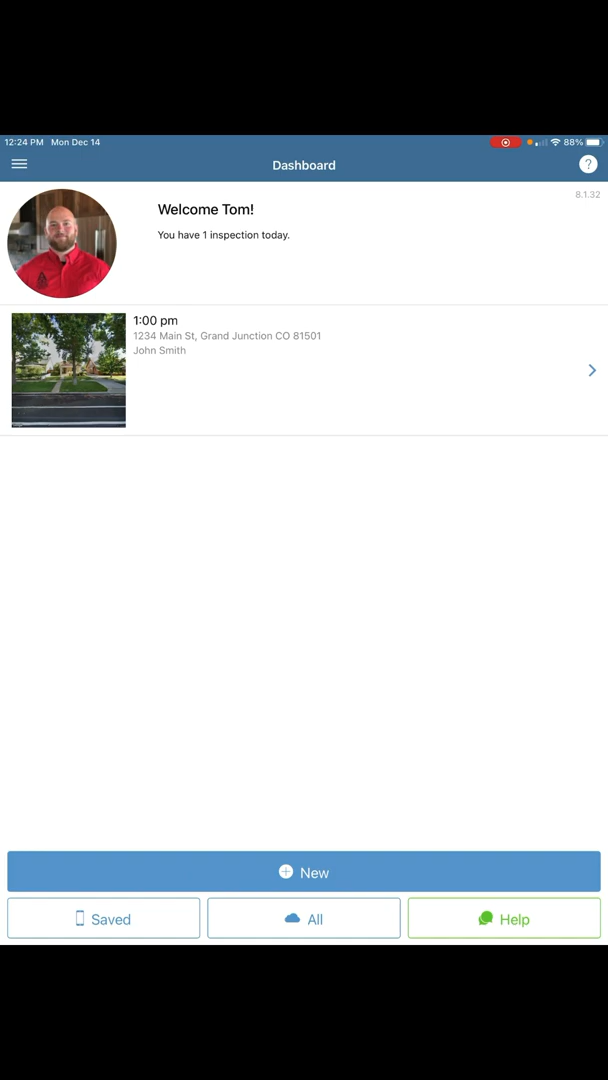 12:24 PM Mon Dec 14
88%
Dashboard
?
8.1.32
Welcome Tom!
You have 1 inspection today.
1:00 pm
1234 Main St, Grand Junction CO 81501
John Smith
New
Saved
All
Help